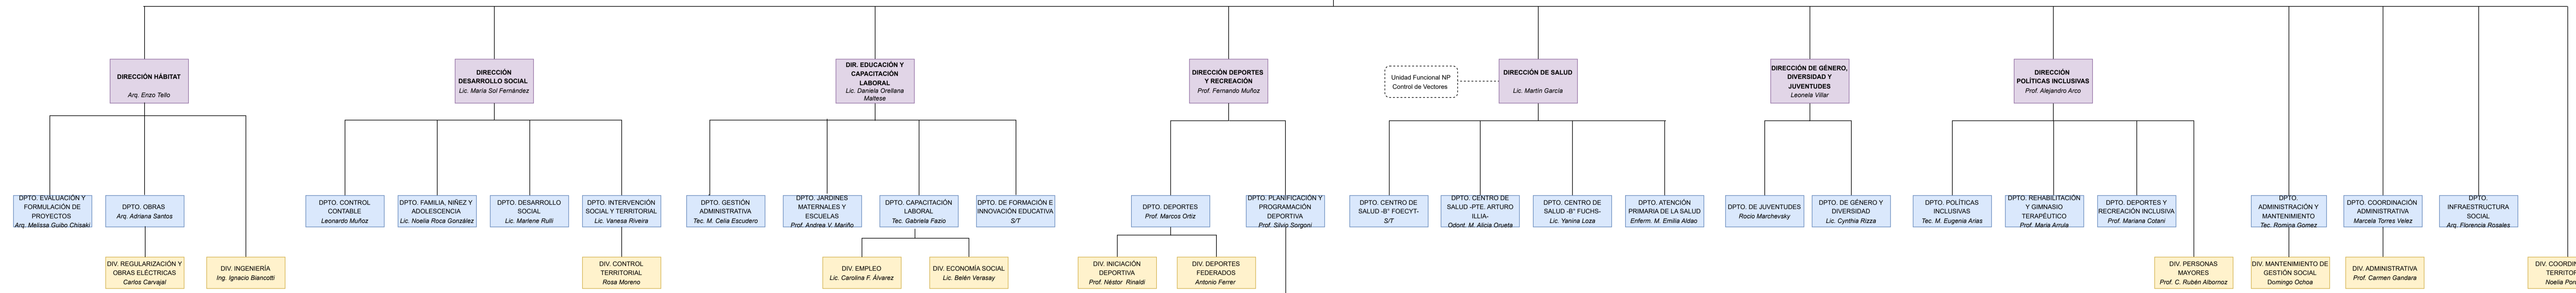 DIRECCIÓN HÁBITAT
Arq. Enzo Tello
DIRECCIÓN
DESARROLLO SOCIAL
Lic. María Sol Fernández
DIR. EDUCACIÓN Y
CAPACITACIÓN
LABORAL
Lic. Daniela Orellana
Maltese
DIRECCIÓN DEPORTES
Y RECREACIÓN
Prof. Fernando Muñoz
Unidad Funcional NP
Control de Vectores
DIRECCIÓN DE SALUD
Lic. Martín García
DIRECCIÓN DE GÉNERO,
DIVERSIDAD Y
JUVENTUDES
Leonela Villar
DIRECCIÓN
POLÍTICAS INCLUSIVAS
Prof. Alejandro Arco
DPTO. EVALUACIÓN Y
FORMULACIÓN DE
PROYECTOS
Arq. Melissa Guibo Chisaki
DPTO. OBRAS
Arq. Adriana Santos
DPTO. CONTROL
CONTABLE
Leonardo Muñoz
DPTO. FAMILIA, NIÑEZ Y
ADOLESCENCIA
Lic. Noelia Roca González
DPTO. DESARROLLO
SOCIAL
Lic. Marlene Rulli
DPTO. INTERVENCIÓN
SOCIAL Y TERRITORIAL
Lic. Vanesa Riveira
DPTO. GESTIÓN
ADMINISTRATIVA
Tec. M. Celia Escudero
DPTO. JARDINES
MATERNALES Y
ESCUELAS
Prof. Andrea V. Mariño
DPTO. CAPACITACIÓN
LABORAL
Tec. Gabriela Fazio
DPTO. DE FORMACIÓN E
INNOVACIÓN EDUCATIVA
S/T
DPTO. DEPORTES
Prof. Marcos Ortiz
DPTO. PLANIFICACIÓN Y
PROGRAMACIÓN
DEPORTIVA
Prof. Silvio Sorgoni
DPTO. CENTRO DE
SALUD -B° FOECYT-
S/T
DPTO. CENTRO DE
SALUD -PTE. ARTURO
ILLIA-
Odont. M. Alicia Orueta
DPTO. CENTRO DE
SALUD -B° FUCHS-
Lic. Yanina Loza
DPTO. ATENCIÓN
PRIMARIA DE LA SALUD
Enferm. M. Emilia Aldao
DPTO. DE JUVENTUDES
Rocio Marchevsky
DPTO. DE GÉNERO Y
DIVERSIDAD
Lic. Cynthia Rizza
DPTO. POLÍTICAS
INCLUSIVAS
Tec. M. Eugenia Arias
DPTO. REHABILITACIÓN
Y GIMNASIO
TERAPÉUTICO
Prof. Maria Arrula
DPTO. DEPORTES Y
RECREACIÓN INCLUSIVA
Prof. Mariana Cotani
DPTO.
ADMINISTRACIÓN Y
MANTENIMIENTO
Tec. Romina Gomez
DPTO. COORDINACIÓN
ADMINISTRATIVA
Marcela Torres Velez
DPTO.
INFRAESTRUCTURA
SOCIAL
Arq. Florencia Rosales
DIV. REGULARIZACIÓN Y
OBRAS ELÉCTRICAS
Carlos Carvajal
DIV. INGENIERÍA
Ing. Ignacio Biancotti
DIV. CONTROL
TERRITORIAL
Rosa Moreno
DIV. EMPLEO
Lic. Carolina F. Álvarez
DIV. ECONOMÍA SOCIAL
Lic. Belén Verasay
DIV. INICIACIÓN
DEPORTIVA
Prof. Néstor Rinaldi
DIV. DEPORTES
FEDERADOS
Antonio Ferrer
DIV. PERSONAS
MAYORES
Prof. C. Rubén Albornoz
DIV. MANTENIMIENTO DE
GESTIÓN SOCIAL
Domingo Ochoa
DIV. ADMINISTRATIVA
Prof. Carmen Gandara
DIV. COORDIN
TERRITOR
Noelia Pon